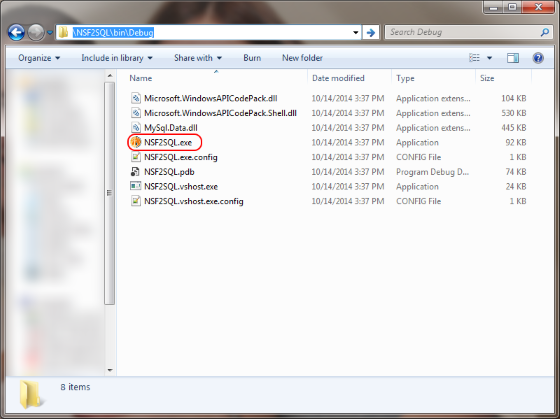 \NSF2SQL\bin\Debug
Search Debug
Organize Include in library Share with Burn New folder
Name Date modified Type Size
Microsoft.WindowsAPICodePack.dll 10/14/2014 3:37 PM Application extens... 104 KB
Microsoft.WindowsAPICodePack.Shell.dll 10/14/2014 3:37 PM Application extens... 530 KB
MySql.Data.dll 10/14/2014 3:37 PM Application extens... 445 KB
NSF2SQL.exe 10/14/2014 3:37 PM Application 92 KB
NSF2SQL.exe.config 10/14/2014 3:37 PM CONFIG File 1 KB
NSF2SQL.pdb 10/14/2014 3:37 PM Program Debug D... 74 KB
NSF2SQL.vshost.exe 10/14/2014 3:37 PM Application 24 KB
NSF2SQL.vshost.exe.config 10/14/2014 3:37 PM CONFIG File 1 KB
8 items